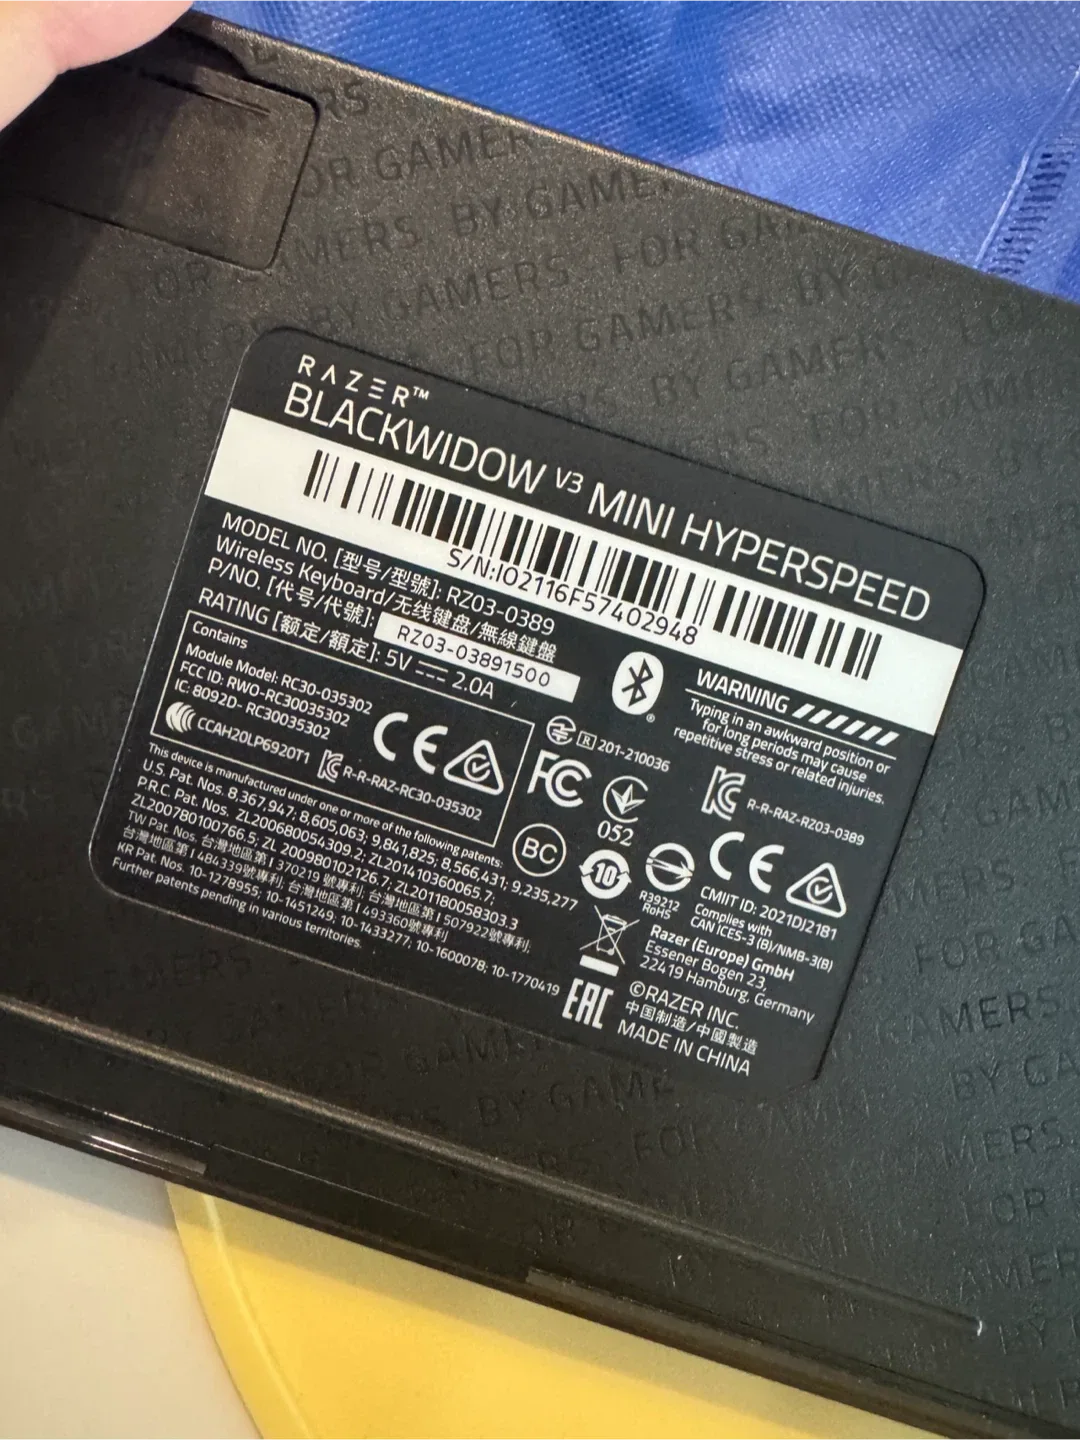 FOR GAMERS BY GAMERS
RAZER™
BLACKWIDOW V3 MINI HYPERSPEED
S/N:IO2116F57402948
MODEL NO. [型号/型號]: RZ03-0389
Wireless Keyboard/无线键盘/無線鍵盤
P/NO. [代号/代號]: RZ03-03891500
RATING [额定/額定]: 5V 2.0A
Contains
Module Model: RC30-035302
FCC ID: RWO-RC30035302
IC: 8092D- RC30035302
CCAH20LP6920T1
R-R-RAZ-RC30-035302
CE
This device is manufactured under one or more of the following patents:
U.S. Pat. Nos. 8,367,947; 8,605,063; 9,841,825; 8,566,431; 9,235,277
P.R.C. Pat. Nos. ZL200680054309.2; ZL201410360065.7;
ZL200780100766.5; ZL 200980102126.7; ZL201180058303.3
TW Pat. Nos. 台灣地區第 I 370219 號專利; 台灣地區第 I 507922號專利;
台灣地區第 I 484339號專利; 台灣地區第 I 493360號專利
KR Pat. Nos. 10-1278955; 10-1451249; 10-1433277; 10-1600078; 10-1770419
Further patents pending in various territories.
WARNING
Typing in an awkward position or
for long periods may cause
repetitive stress or related injuries.
R 201-210036
FC
052
BC
10
R39212
RoHS
R-R-RAZ-RZ03-0389
CE
CMIIT ID: 2021DJ2181
Complies with
CAN ICES-3 (B)/NMB-3(B)
Razer (Europe) GmbH
Essener Bogen 23,
22419 Hamburg, Germany
EAC
©RAZER INC.
中国制造/中國製造
MADE IN CHINA